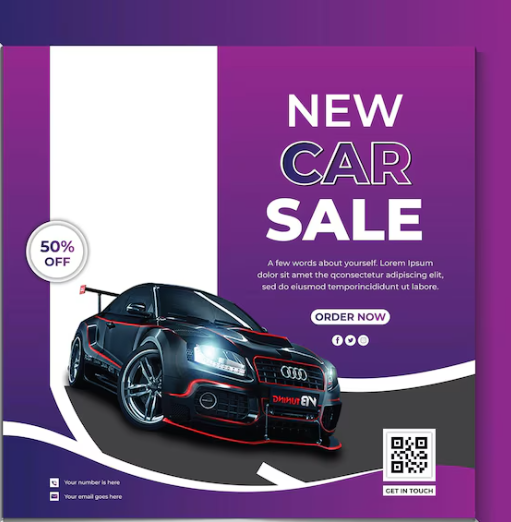 NEW
CAR
SALE
50%
OFF
A few words about yourself. Lorem Ipsum
dolor sit amet the qconsectetur adipiscing elit,
sed do eiusmod temporincididunt ut labore.
ORDER NOW
GET IN TOUCH
Your number is here
Email yoru goes here